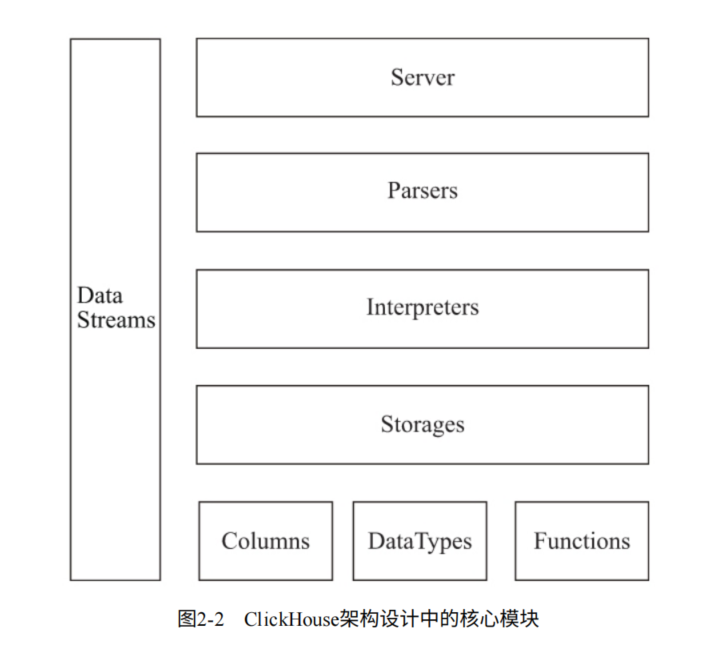 Server
Parsers
Data
Streams
Interpreters
Storages
Columns
DataTypes
Functions
图2-2 ClickHouse架构设计中的核心模块